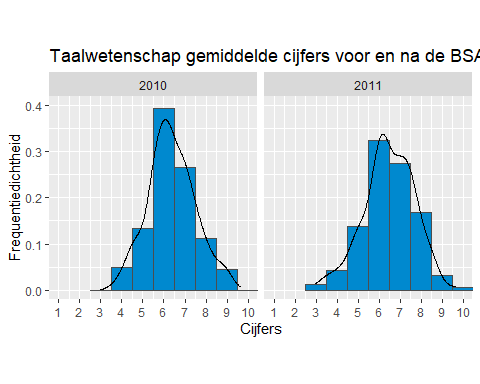 Taalwetenschap gemiddelde cijfers voor en na de BSA
2010 2011
Frequentiedichtheid
0.4
0.3
0.2
0.1
0.0
1 2 3 4 5 6 7 8 9 10 1 2 3 4 5 6 7 8 9 10
Cijfers